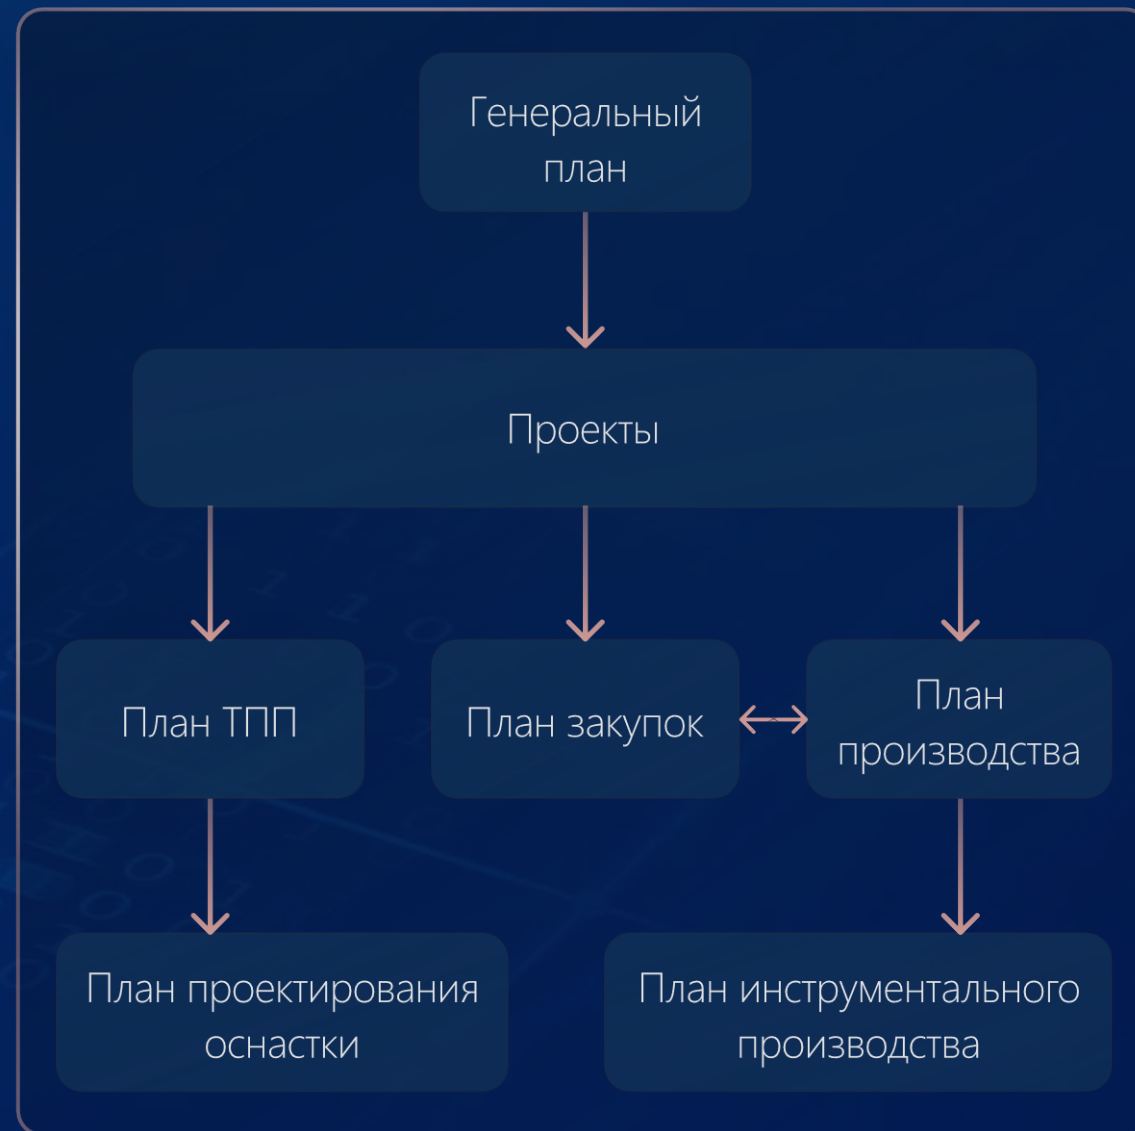 Генеральный
план
Проекты
План ТПП
План закупок
План
производства
План проектирования
оснастки
План инструментального
производства